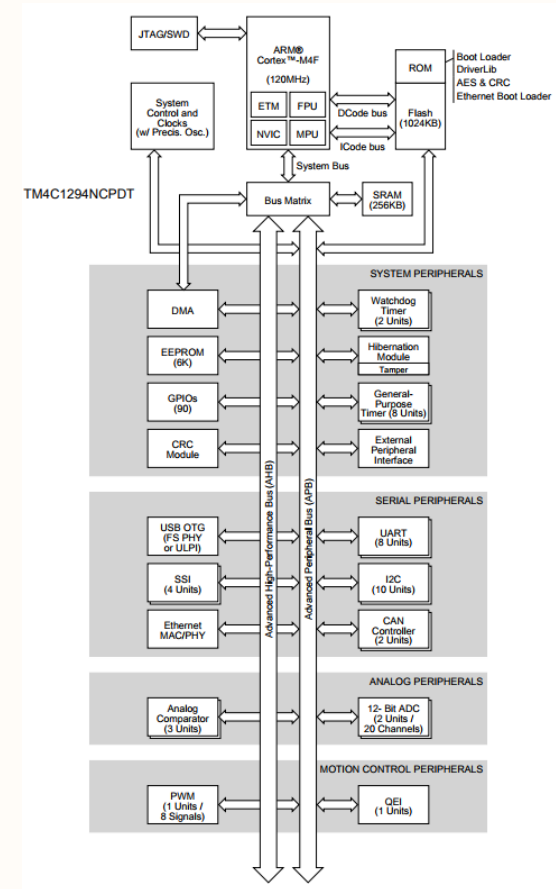 JTAG/SWD
ARM®
Cortex™-M4F
(120MHz)
ETM
FPU
NVIC
MPU
ROM
Flash
(1024KB)
Boot Loader
DriverLib
AES & CRC
Ethernet Boot Loader
DCode bus
ICode bus
System
Control and
Clocks
(w/ Precis. Osc.)
System Bus
TM4C1294NCPDT
Bus Matrix
SRAM
(256KB)
SYSTEM PERIPHERALS
DMA
Watchdog
Timer
(2 Units)
EEPROM
(6K)
Hibernation
Module
Tamper
GPIOs
(90)
General-
Purpose
Timer (8 Units)
CRC
Module
External
Peripheral
Interface
Advanced High-Performance Bus (AHB)
Advanced Peripheral Bus (APB)
SERIAL PERIPHERALS
USB OTG
(FS PHY
or ULPI)
UART
(8 Units)
SSI
(4 Units)
I2C
(10 Units)
Ethernet
MAC/PHY
CAN
Controller
(2 Units)
ANALOG PERIPHERALS
Analog
Comparator
(3 Units)
12- Bit ADC
(2 Units /
20 Channels)
MOTION CONTROL PERIPHERALS
PWM
(1 Units /
8 Signals)
QEI
(1 Units)